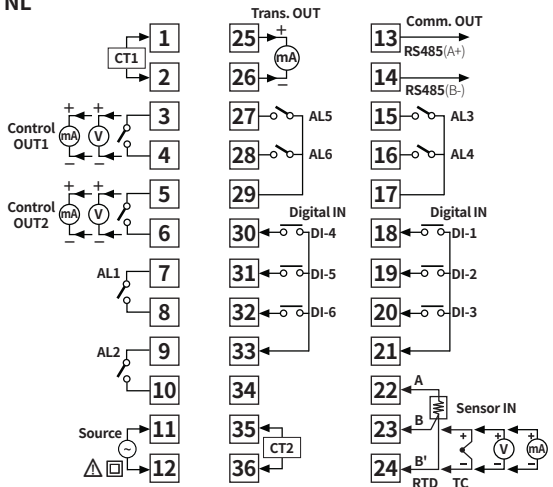 NL
Trans. OUT
Comm. OUT
1
CT1
2
25 + mA
26 −
13 RS485(A+)
14 RS485(B-)
Control OUT1
+ + 3
mA V
− − 4
27 AL5
28 AL6
29
15 AL3
16 AL4
17
Control OUT2
+ + 5
mA V
− − 6
Digital IN
30 DI-4
31 DI-5
32 DI-6
33
Digital IN
18 DI-1
19 DI-2
20 DI-3
21
AL1 7
8
AL2 9
10
34
22 A
Source 11
~
12
35
CT2
36
Sensor IN
23 B + + +
V mA
24 B' − − −
RTD TC